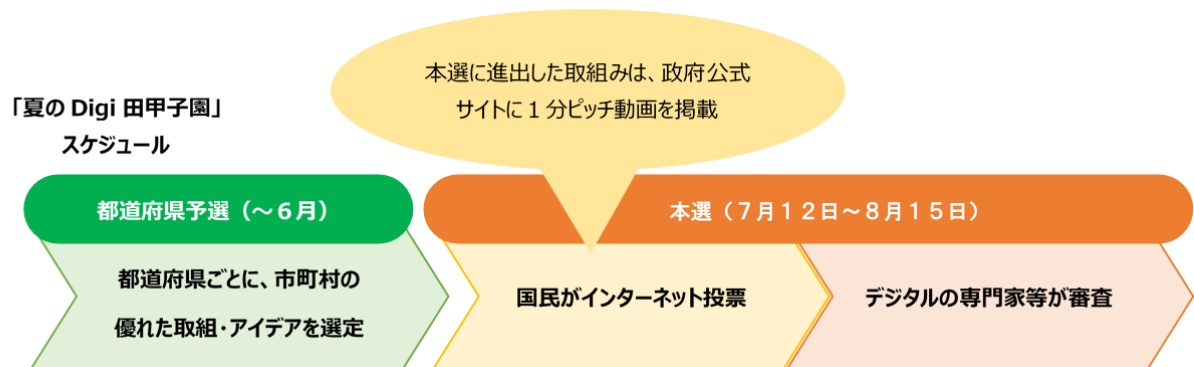 本選に進出した取組みは、政府公式
サイトに1分ピッチ動画を掲載
「夏の Digi 田甲子園」
スケジュール
都道府県予選（～６月）
本選（７月１２日～８月１５日）
都道府県ごとに、市町村の
優れた取組・アイデアを選定
国民がインターネット投票
デジタルの専門家等が審査